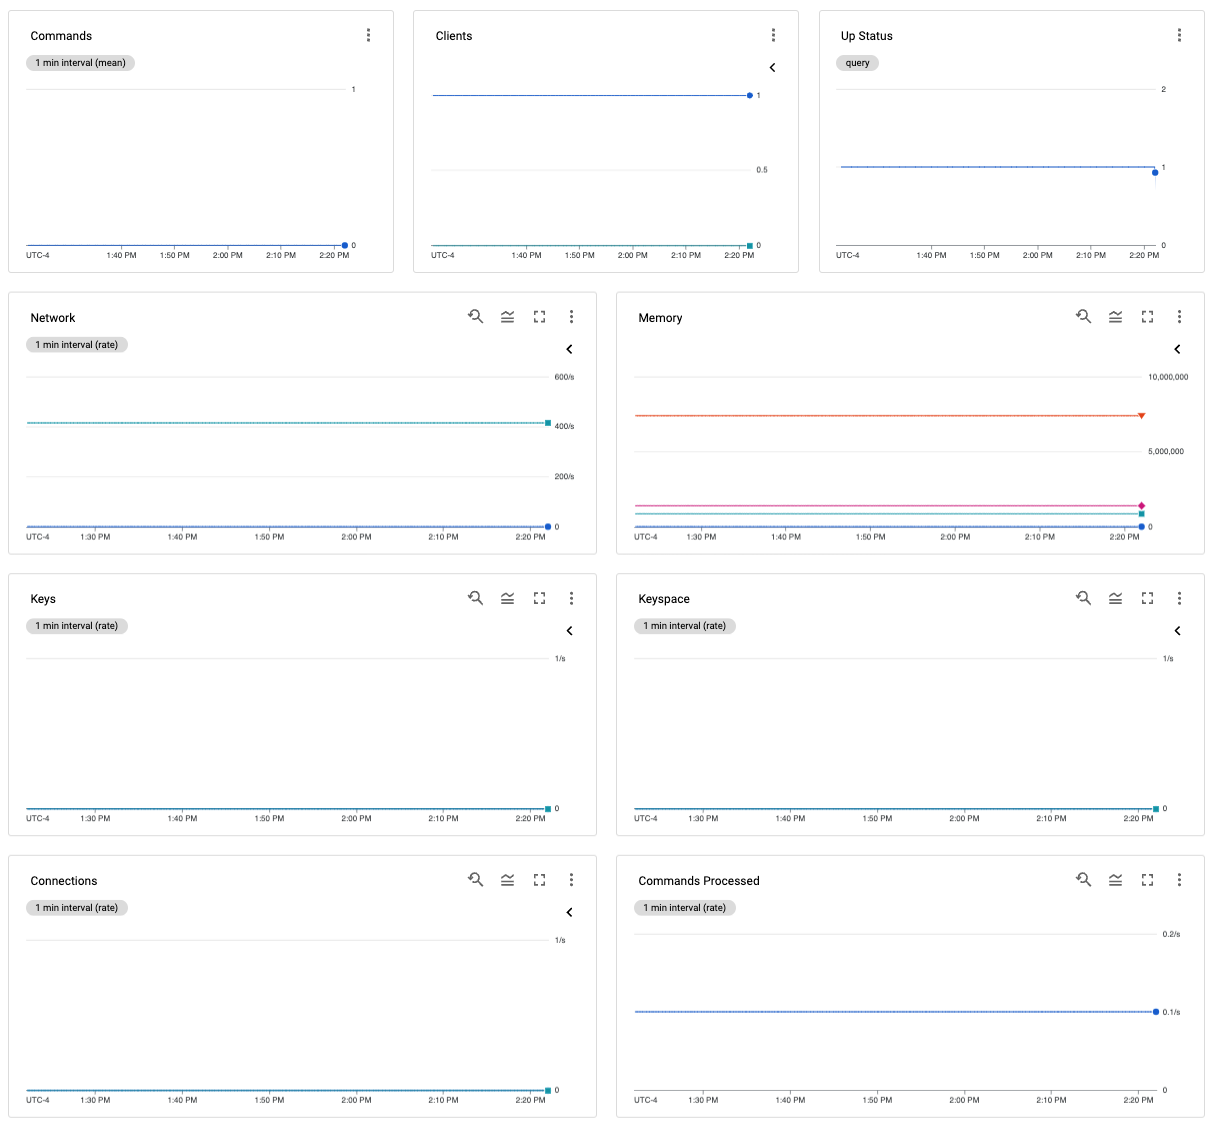 Commands
1 min interval (mean)
1
0
UTC-4 1:40 PM 1:50 PM 2:00 PM 2:10 PM 2:20 PM
Clients
1
0.5
0
UTC-4 1:40 PM 1:50 PM 2:00 PM 2:10 PM 2:20 PM
Up Status
query
2
1
0
UTC-4 1:40 PM 1:50 PM 2:00 PM 2:10 PM 2:20 PM
Network
1 min interval (rate)
600/s
400/s
200/s
0
UTC-4 1:30 PM 1:40 PM 1:50 PM 2:00 PM 2:10 PM 2:20 PM
Memory
10,000,000
5,000,000
0
UTC-4 1:30 PM 1:40 PM 1:50 PM 2:00 PM 2:10 PM 2:20 PM
Keys
1 min interval (rate)
1/s
0
UTC-4 1:30 PM 1:40 PM 1:50 PM 2:00 PM 2:10 PM 2:20 PM
Keyspace
1 min interval (rate)
1/s
0
UTC-4 1:30 PM 1:40 PM 1:50 PM 2:00 PM 2:10 PM 2:20 PM
Connections
1 min interval (rate)
1/s
0
UTC-4 1:30 PM 1:40 PM 1:50 PM 2:00 PM 2:10 PM 2:20 PM
Commands Processed
1 min interval (rate)
0.2/s
0.1/s
0
UTC-4 1:30 PM 1:40 PM 1:50 PM 2:00 PM 2:10 PM 2:20 PM